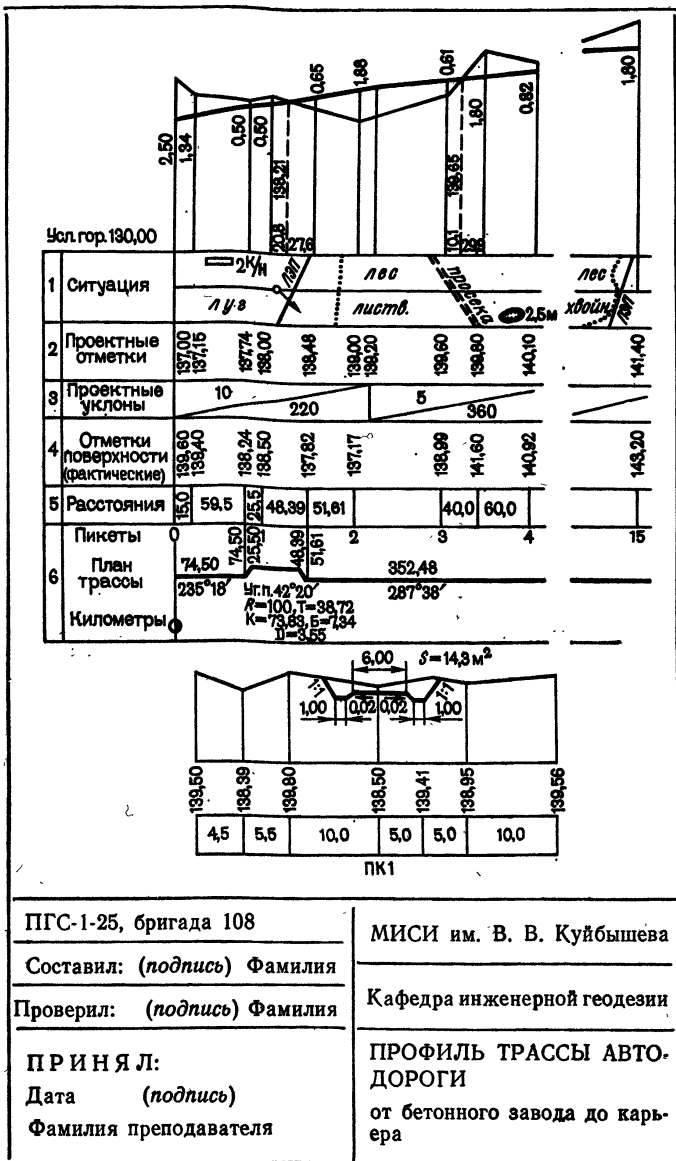 0,65
1,88
0,61
1,80
0,82
1,80
2,50
1,34
0,50
0,50
138,21
139,65
20,8
27,6
10,1
Усл. гор. 130,00
1 Ситуация
2 К/н
ЛЭП
луг
лес
листв.
просека
2,5м
лес
хвойн.
ЛЭП
2 Проектные отметки
137,00 137,15 137,74 138,00 138,48 139,00 139,20 139,60 139,80 140,10 141,40
3 Проектные уклоны
10 220 5 360
4 Отметки поверхности (фактические)
139,60 138,24 138,50 137,82 137,17 138,99 141,60 140,92 143,20
5 Расстояния
15,0 59.5 25,5 48,39 51,61 40,0 60,0
Пикеты 0 1 2 3 4 15
6 План трассы
74,50 74,50 25,50 48,39 51,61 352,48
235°18′ Уг.п. 42°20′ 287°38′
R=100, Т=38,72
К=73,83, Б=7,34
D=3,55
Километры
6,00 S=14,3м²
1:1 1:1
1,00 0,02 0,02 1,00
139,50 138,39 139,80 138,50 139,41 138,95 139,56
4,5 5,5 10,0 5,0 5,0 10,0
ПК1
ПГС-1-25, бригада 108
Составил: (подпись) Фамилия
Проверил: (подпись) Фамилия
ПРИНЯЛ:
Дата (подпись)
Фамилия преподавателя
МИСИ им. В. В. Куйбышева
Кафедра инженерной геодезии
ПРОФИЛЬ ТРАССЫ АВТО-
ДОРОГИ
от бетонного завода до карь-
ера